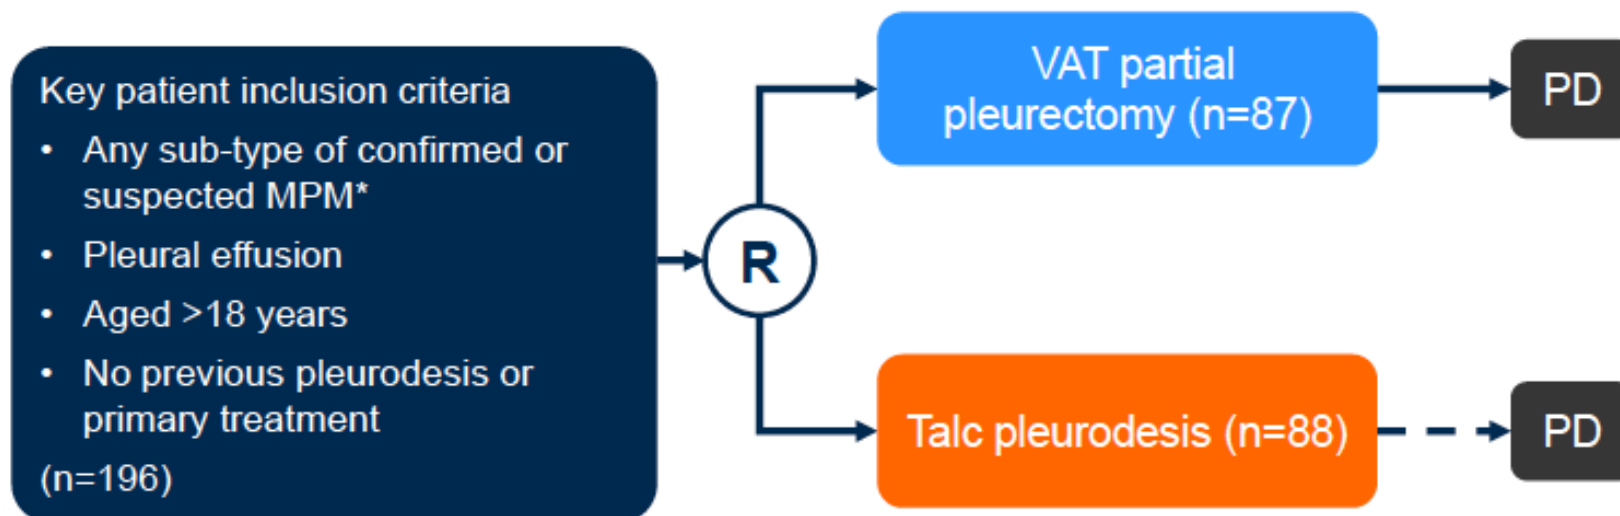 Key patient inclusion criteria
• Any sub-type of confirmed or
suspected MPM*
• Pleural effusion
• Aged >18 years
• No previous pleurodesis or
primary treatment
(n=196)
R
VAT partial
pleurectomy (n=87)
PD
Talc pleurodesis (n=88)
PD